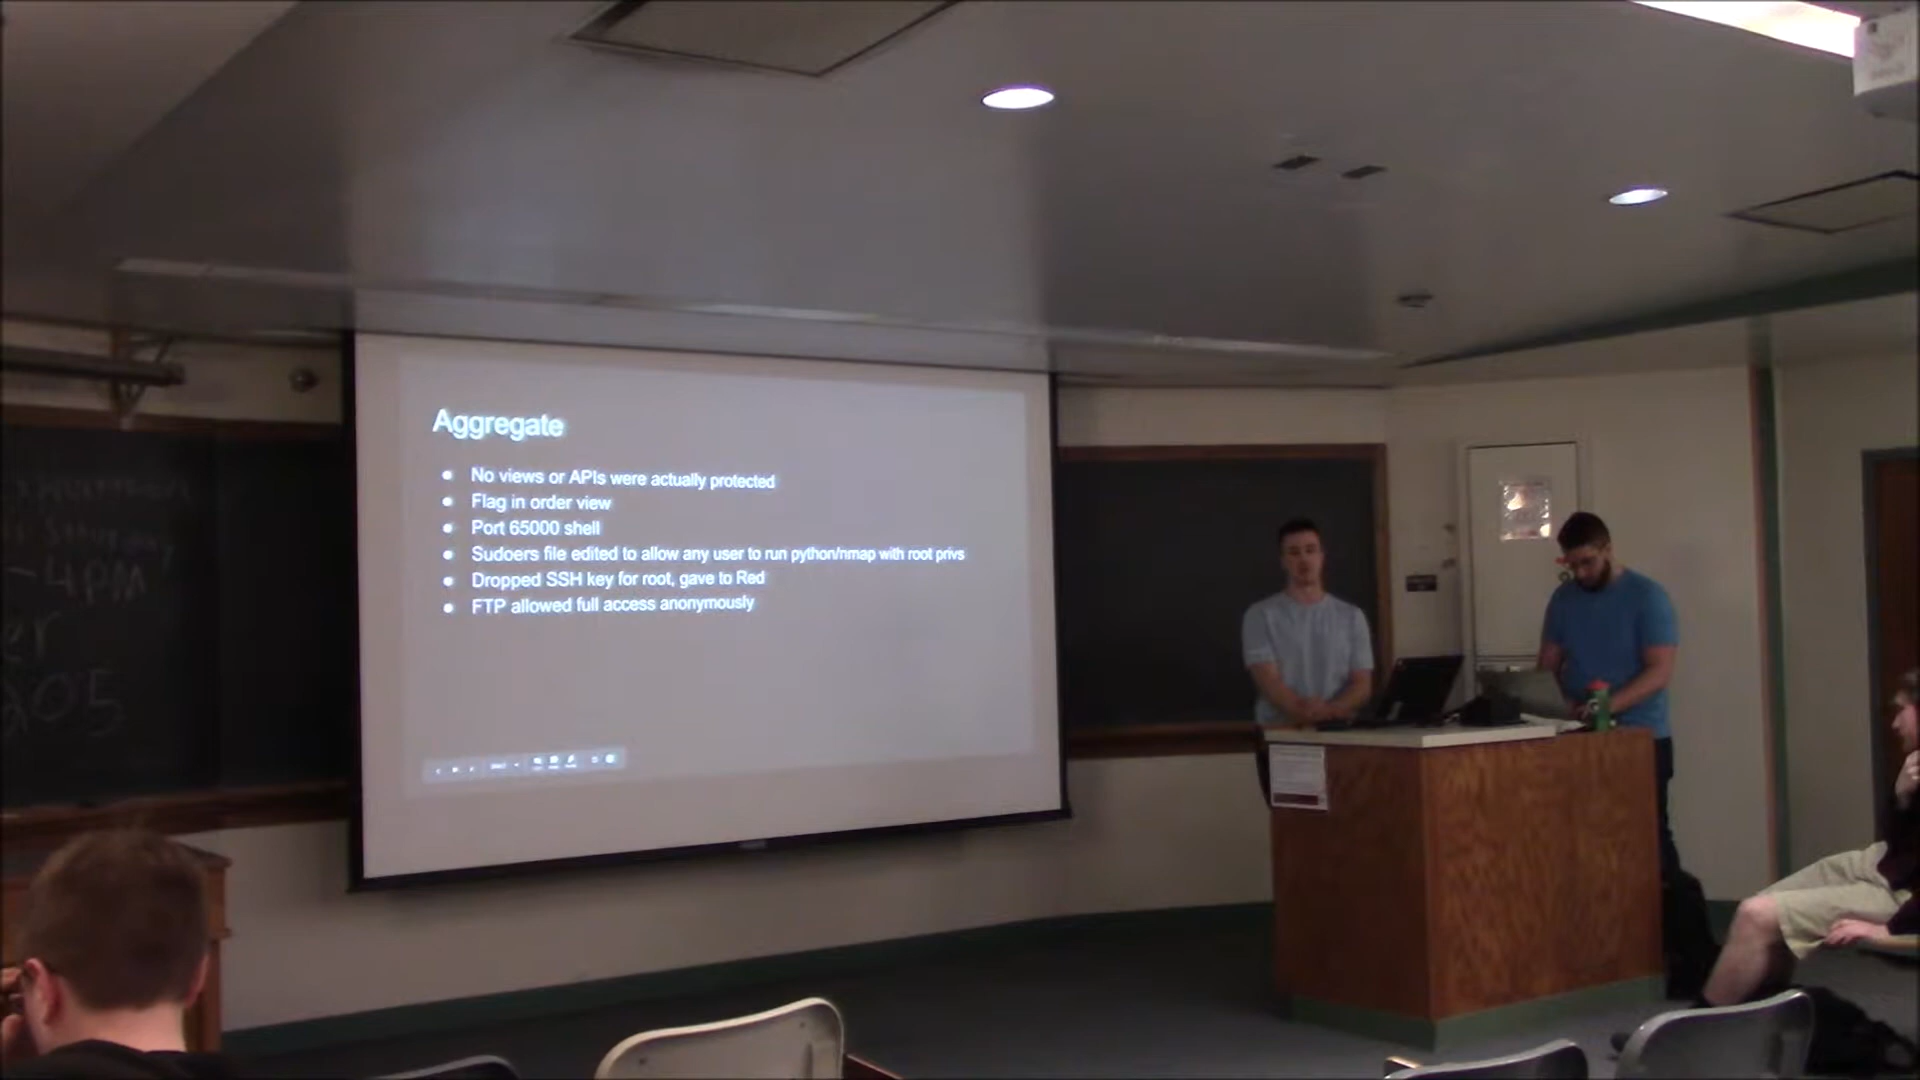 Aggregate
No views or APIs were actually protected
Flag in order view
Port 65000 shell
Sudoers file edited to allow any user to run python/nmap with root privs
Dropped SSH key for root, gave to Red
FTP allowed full access anonymously
-4PM
205